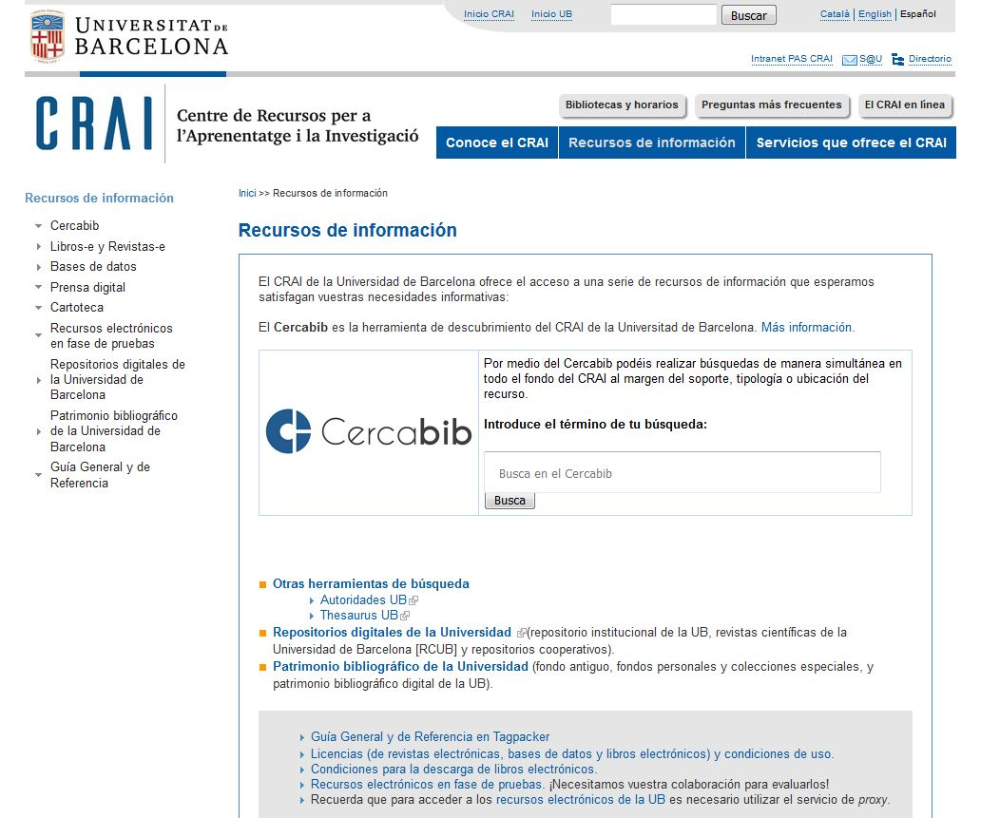 UNIVERSITAT DE
BARCELONA
Inicio CRAI Inicio UB Buscar Català | English | Español
Intranet PAS CRAI S@U Directorio
CRAI
Centre de Recursos per a
l'Aprenentatge i la Investigació
Bibliotecas y horarios Preguntas más frecuentes El CRAI en línea
Conoce el CRAI Recursos de información Servicios que ofrece el CRAI
Recursos de información
Cercabib
Libros-e y Revistas-e
Bases de datos
Prensa digital
Cartoteca
Recursos electrónicos
en fase de pruebas
Repositorios digitales de
la Universidad de
Barcelona
Patrimonio bibliográfico
de la Universidad de
Barcelona
Guía General y de
Referencia
Inici >> Recursos de información
Recursos de información
El CRAI de la Universidad de Barcelona ofrece el acceso a una serie de recursos de información que esperamos
satisfagan vuestras necesidades informativas:
El Cercabib es la herramienta de descubrimiento del CRAI de la Universitad de Barcelona. Más información.
Cercabib
Por medio del Cercabib podéis realizar búsquedas de manera simultánea en
todo el fondo del CRAI al margen del soporte, tipología o ubicación del
recurso.
Introduce el término de tu búsqueda:
Busca en el Cercabib
Busca
Otras herramientas de búsqueda
Autoridades UB
Thesaurus UB
Repositorios digitales de la Universidad (repositorio institucional de la UB, revistas científicas de la
Universidad de Barcelona [RCUB] y repositorios cooperativos).
Patrimonio bibliográfico de la Universidad (fondo antiguo, fondos personales y colecciones especiales, y
patrimonio bibliográfico digital de la UB).
Guía General y de Referencia en Tagpacker
Licencias (de revistas electrónicas, bases de datos y libros electrónicos) y condiciones de uso.
Condiciones para la descarga de libros electrónicos.
Recursos electrónicos en fase de pruebas. ¡Necesitamos vuestra colaboración para evaluarlos!
Recuerda que para acceder a los recursos electrónicos de la UB es necesario utilizar el servicio de proxy.